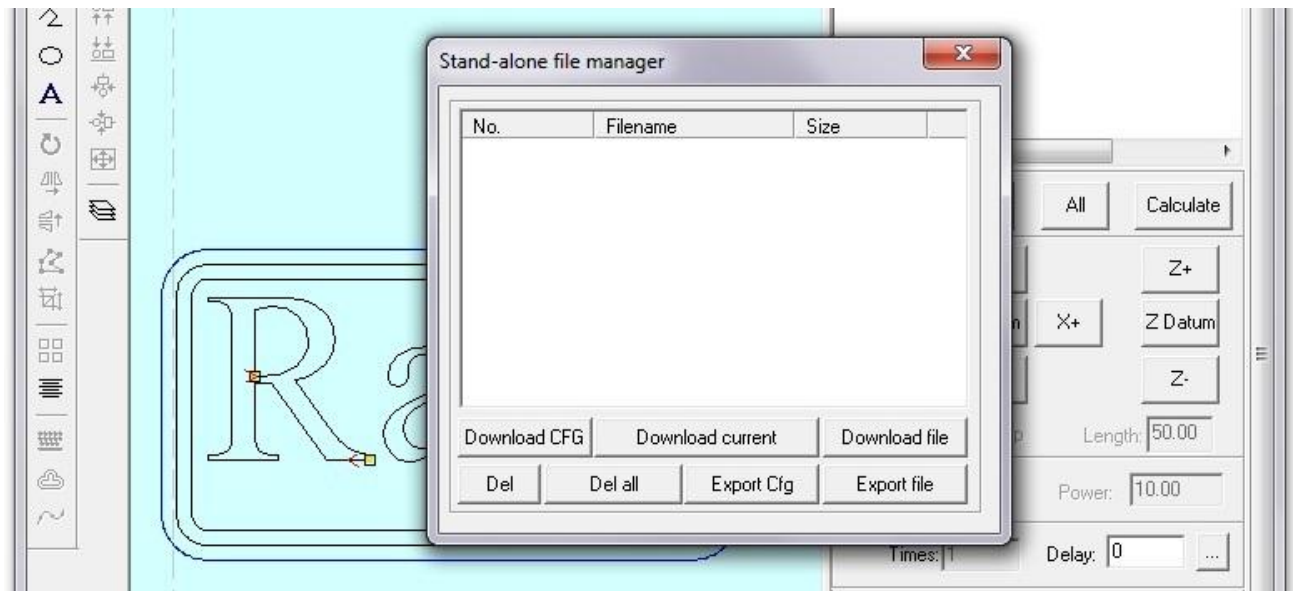 A
Stand-alone file manager
No. Filename Size
All Calculate
Z+
X+ Z Datum
Z-
Ra
Download CFG Download current Download file
Length: 50.00
Del Del all Export Cfg Export file
Power: 10.00
Times: 1 Delay: 0 ...